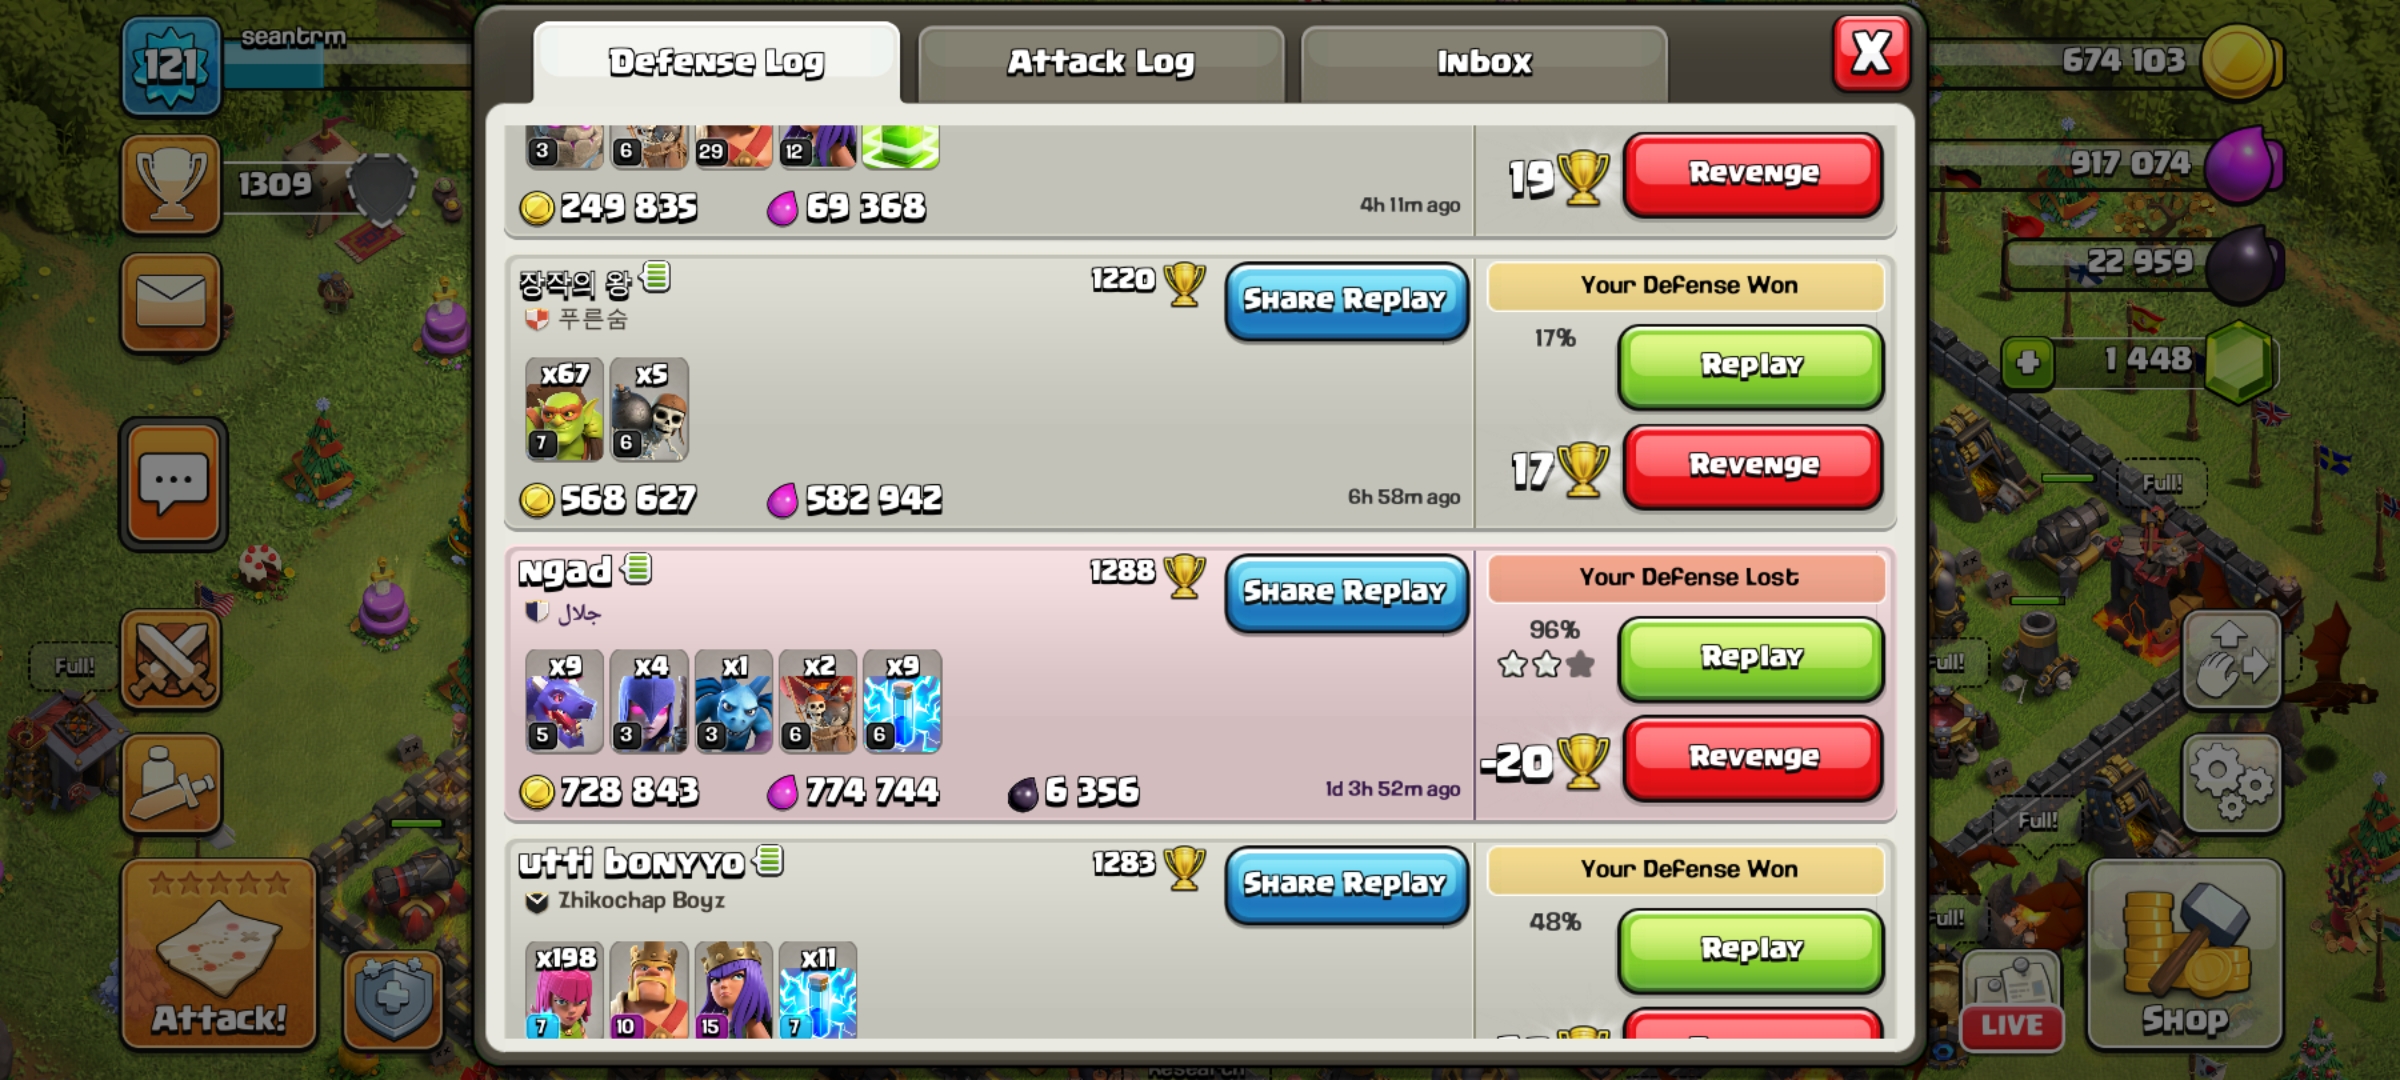 121
seantrm
1309
Full!
Attack!
Defense Log
Attack Log
Inbox
X
3
6
29
12
249 835
69 368
4h 11m ago
19
Revenge
장작의 왕
푸른숨
1220
Share Replay
Your Defense Won
17%
Replay
x67
x5
7
6
568 627
582 942
6h 58m ago
17
Revenge
Ngad
جلال
1288
Share Replay
Your Defense Lost
96%
Replay
x9
x4
x1
x2
x9
5
3
3
6
6
728 843
774 744
6 356
1d 3h 52m ago
-20
Revenge
utti bonyyo
Zhikochap Boyz
1283
Share Replay
Your Defense Won
48%
Replay
x198
x11
7
10
15
7
674 103
917 074
22 959
1 448
Full!
Full!
Full!
LIVE
Shop
Research